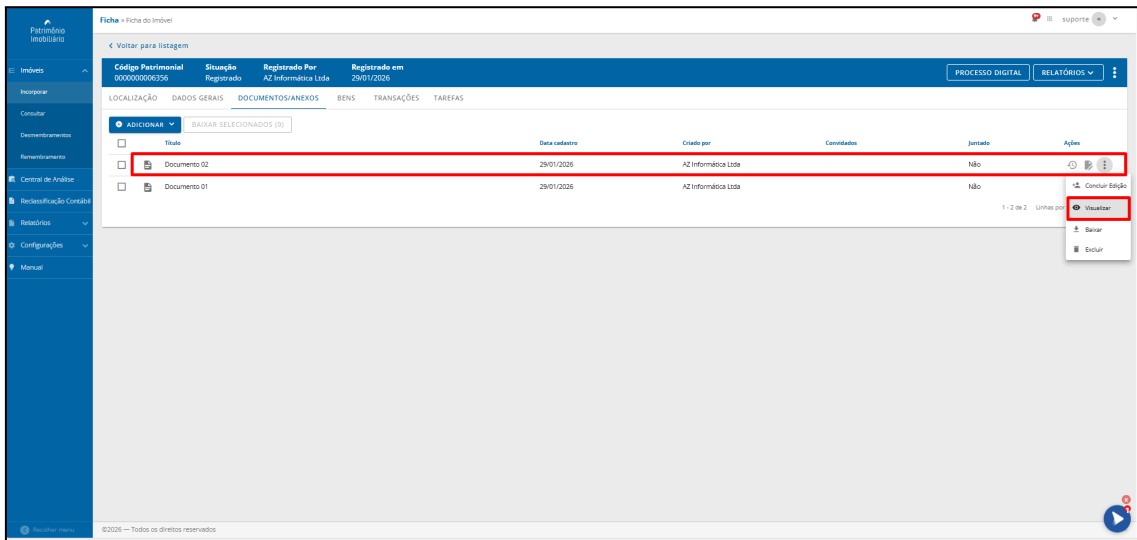 Patrimônio
Imobiliário
Ficha » Ficha do Imóvel
suporte
Voltar para listagem
Imóveis
Incorporar
Consultar
Desmembramentos
Remembramento
Central de Análise
Reclassificação Contábil
Relatórios
Configurações
Manual
Recolher menu
Código Patrimonial Situação Registrado Por Registrado em
0000000006356 Registrado AZ Informática Ltda 29/01/2026
PROCESSO DIGITAL RELATÓRIOS
LOCALIZAÇÃO DADOS GERAIS DOCUMENTOS/ANEXOS BENS TRANSAÇÕES TAREFAS
ADICIONAR BAIXAR SELECIONADOS (0)
Título Data cadastro Criado por Convidados Juntado Ações
Documento 02 29/01/2026 AZ Informática Ltda Não
Documento 01 29/01/2026 AZ Informática Ltda Não
1 - 2 de 2 Linhas por
Concluir Edição
Visualizar
Baixar
Excluir
©2026 — Todos os direitos reservados